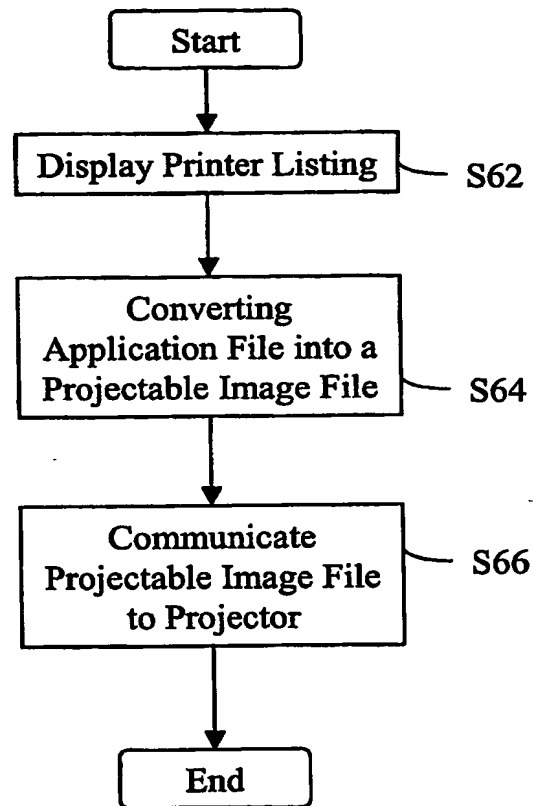 Start
Display Printer Listing
S62
Converting
Application File into a
Projectable Image File
S64
Communicate
Projectable Image File
to Projector
S66
End